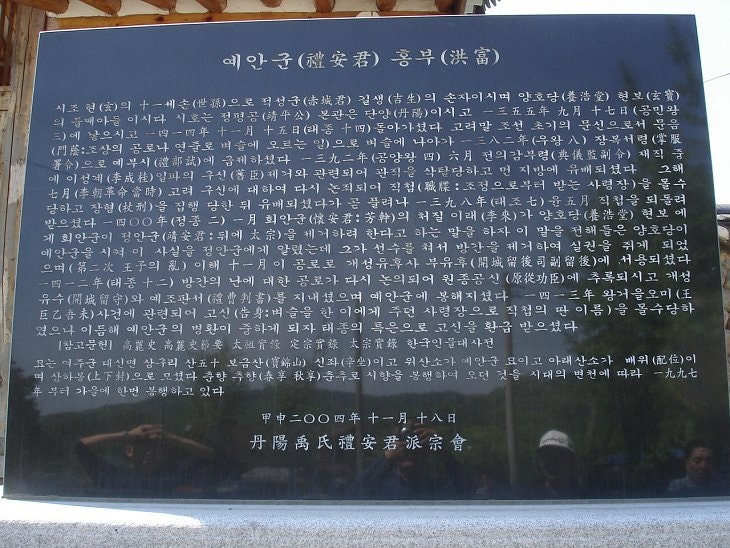 예안군(禮安君) 홍부(洪富)
시조 현(玄)의 十一세손(世孫)으로 적성군(赤城君) 길생(吉生)의 손자이시며 양호당(養浩堂) 현보(玄寶)
의 둘째아들 이시다 시호는 정평공(靖平公) 본관은 단양(丹陽)이시고 一三五五年 九月 十七日(공민왕
三)에 낳으시고 一四一四年 十一月 十五日(태종 十四)돌아가셨다 고려말 조선 초기의 문신으로서 문음
(門蔭:조상의 공로나 연줄로 벼슬에 오르는 일)으로 벼슬에 나아가 一三八二年(우왕 八) 장복서령(掌服
署令)으로 예부시(禮部試)에 급제하셨다 一三九二年(공양왕 四) 六月 전의감부령(典儀監副令) 재직 중
에 이성계(李成桂)일파의 구신(舊臣)제거와 관련되어 관직을 삭탈당하고 먼 지방에 유배되셨다 그해
七月(李朝革命當時) 고려 구신에 대하여 다시 논죄되어 직첩(職牒:조정으로부터 받는 사령장)을 몰수
당하고 장형(杖刑)을 집행 당한 뒤 유배되셨다가 곧 풀려나 一三九八年(태조 七) 윤五月 직첩을 되돌려
받으셨다 一四〇〇年(정종 二) 一月 회안군(懷安君:芳幹)의 처질 이래(李來)가 양호당(養浩堂) 현보 에
게 회안군이 정안군(靖安君:뒤에 太宗)을 제거하려 한다고 하는 말을 하자 이 말을 전해들은 양호당이
예안군을 시켜 이 사실을 정안군에게 알렸는데 그가 선수를 쳐서 방간을 제거하여 실권을 쥐게 되었
으며(第二次 王子의 亂) 이해 十一月이 공로로 개성유후사 부유후(開城留後司副留後)에 서용되셨다
一四一二年(태종 十二) 방간의 난에 대한 공로가 다시 논의되어 원종공신 (原從功臣)에 추록되시고 개성
유수(開城留守)와 예조판서(禮曹判書)를 지내셨으며 예안군에 봉해지셨다 一四一三年 왕거을오미(王
巨乙吾未)사건에 관련되어 고신(告身:벼슬을 한 이에게 주던 사령장으로 직첩의 딴 이름)을 몰수당하
였으나 이듬해 예안군의 병환이 중하게 되자 태종의 특은으로 고신을 환급 받으셨다
[참고문헌] 高麗史 高麗史節要 太祖實錄 定宗實錄 太宗實錄 한국인물대사전
묘는 여주군 대신면 상구리 산五十 보금산(寶錦山) 신좌(辛坐)이고 위산소가 예안군 묘이고 아래산소가 배위(配位)이
며 상하봉(上下封)으로 모셨다 춘향 추향(春享 秋享)춘추로 시향을 봉행하여 오던 것을 시대의 변천에 따라 一九九七
年 부터 가을에 한번 봉행하고 있다
甲申二〇〇四年 十一月 十八日
丹陽禹氏禮安君派宗會